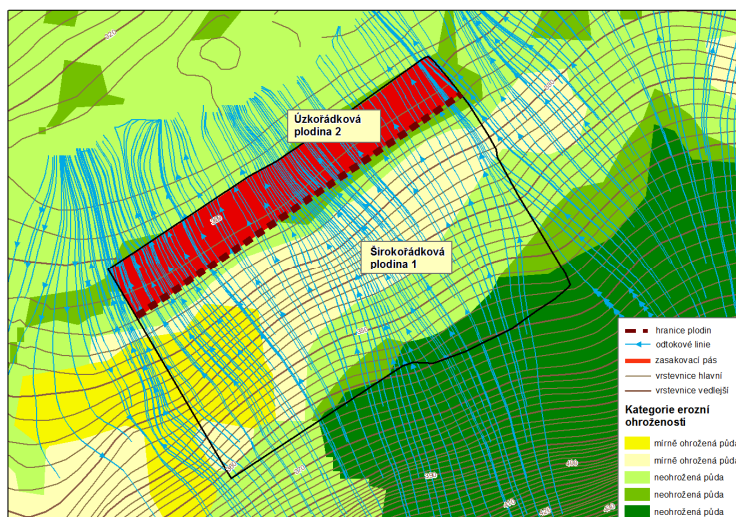 320
Úzkořádková
plodina 2
Širokořádková
plodina 1
hranice plodin
odtokové linie
zasakovací pás
vrstevnice hlavní
vrstevnice vedlejší
Kategorie erozní
ohroženosti
mírně ohrožená půda
mírně ohrožená půda
neohrožená půda
neohrožená půda
neohrožená půda